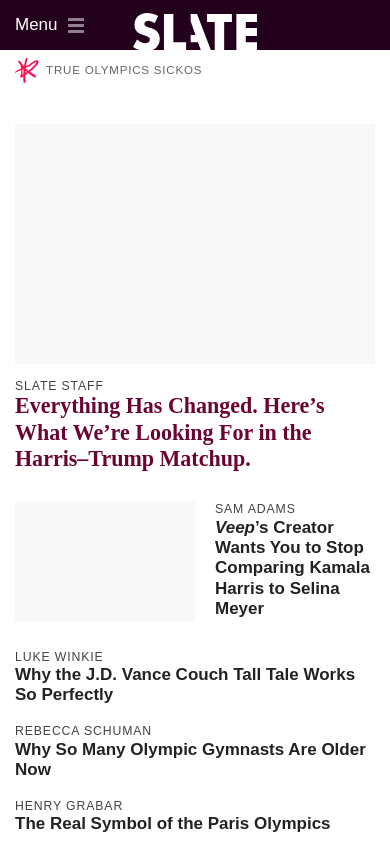 Menu
SLATE
TRUE OLYMPICS SICKOS
SLATE STAFF
Everything Has Changed. Here’s
What We’re Looking For in the
Harris–Trump Matchup.
SAM ADAMS
Veep’s Creator
Wants You to Stop
Comparing Kamala
Harris to Selina
Meyer
LUKE WINKIE
Why the J.D. Vance Couch Tall Tale Works
So Perfectly
REBECCA SCHUMAN
Why So Many Olympic Gymnasts Are Older
Now
HENRY GRABAR
The Real Symbol of the Paris Olympics